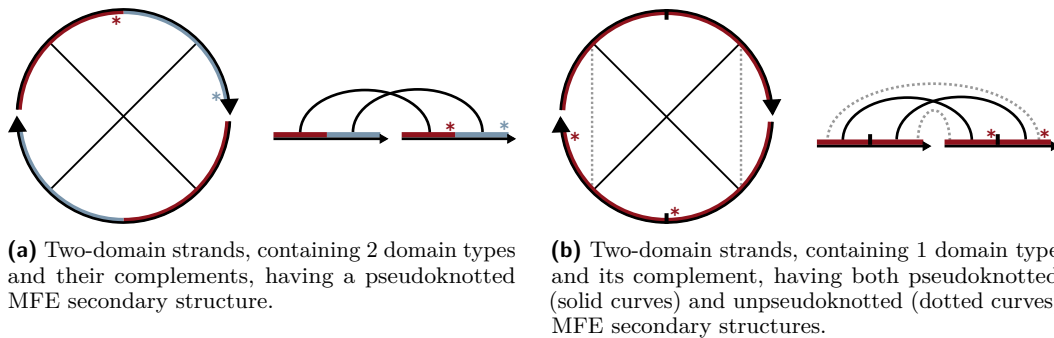 *
*
*
*
*
*
*
*
(a) Two-domain strands, containing 2 domain types
and their complements, having a pseudoknotted
MFE secondary structure.
(b) Two-domain strands, containing 1 domain type
and its complement, having both pseudoknotted
(solid curves) and unpseudoknotted (dotted curves
MFE secondary structures.